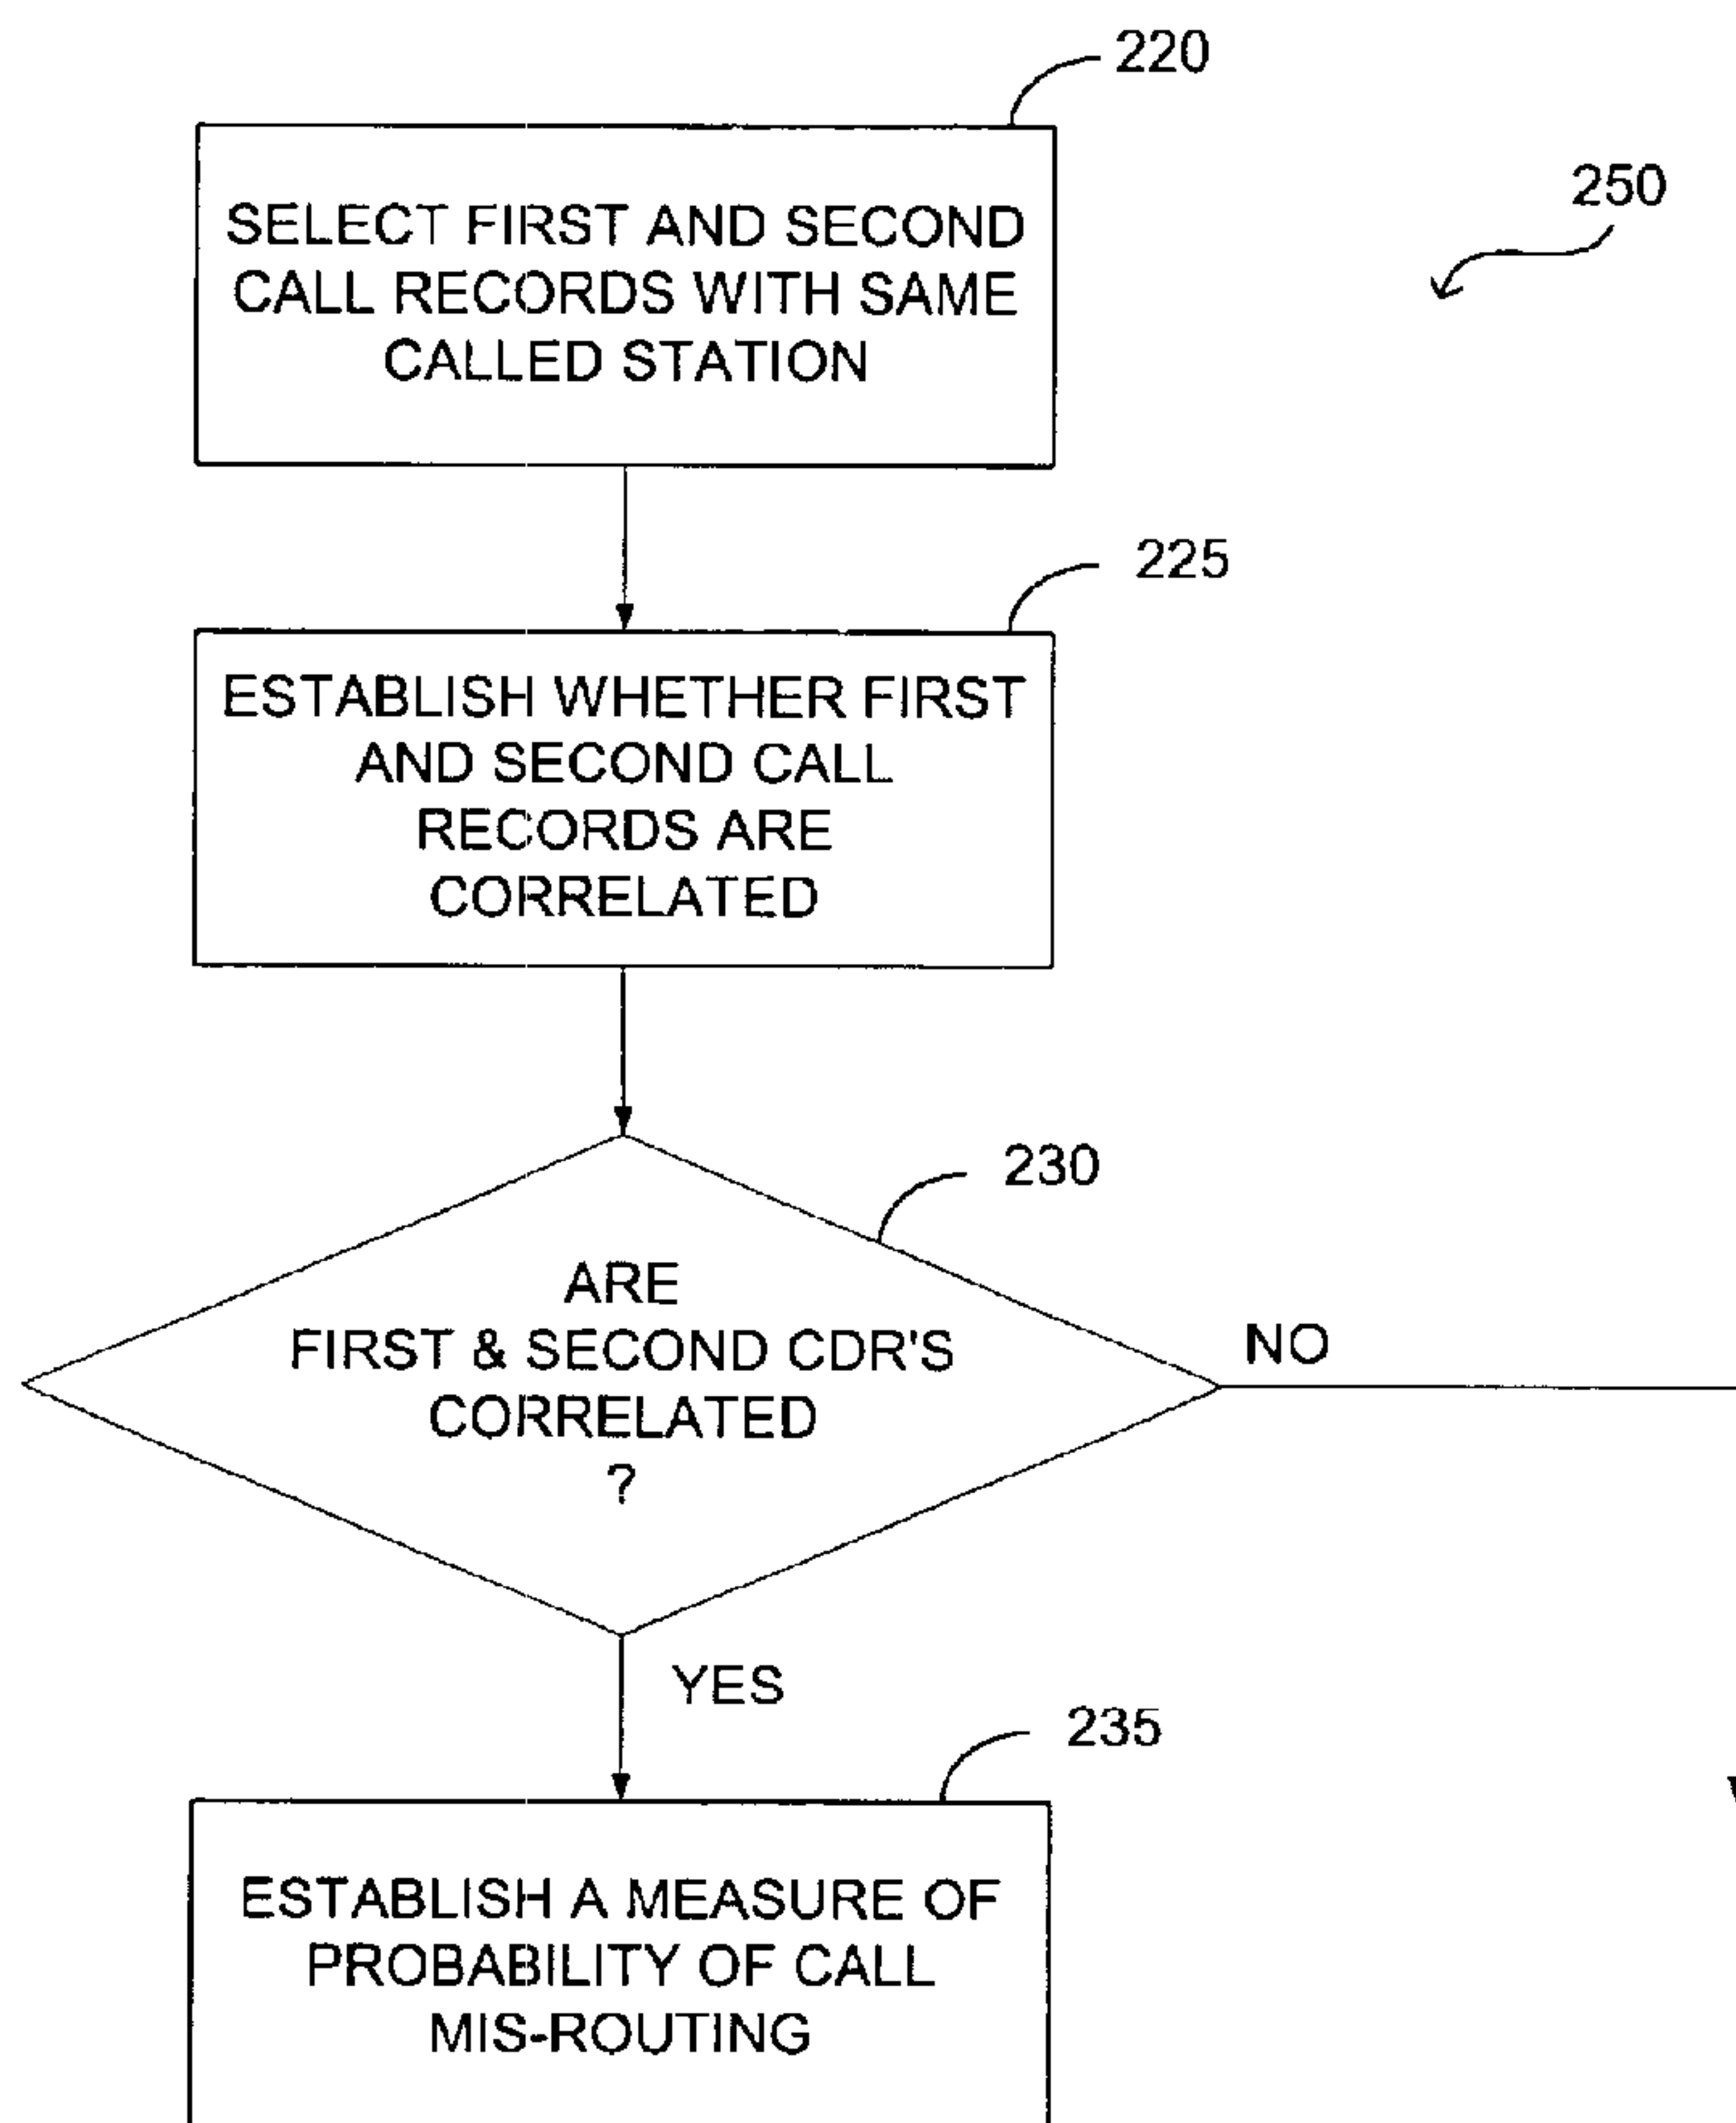 220
250
SELECT FIRST AND SECOND
CALL RECORDS WITH SAME
CALLED STATION
225
ESTABLISH WHETHER FIRST
AND SECOND CALL
RECORDS ARE
CORRELATED
230
ARE
FIRST & SECOND CDR'S
CORRELATED
?
NO
YES
235
ESTABLISH A MEASURE OF
PROBABILITY OF CALL
MIS-ROUTING